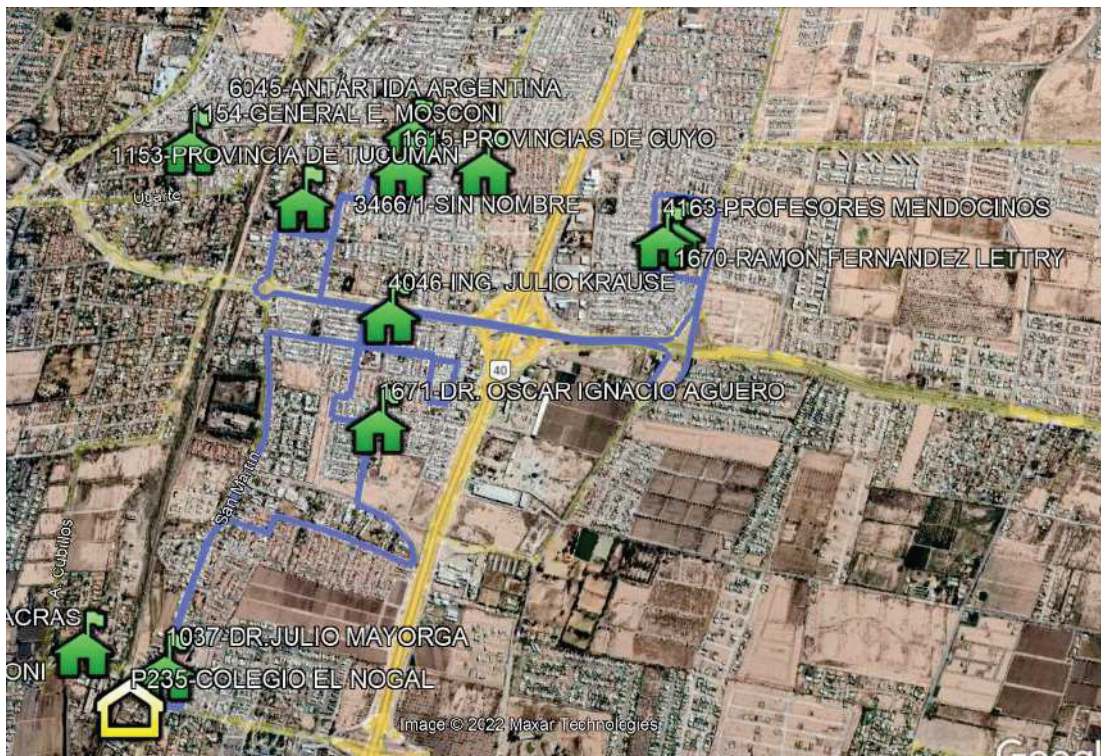 6045-ANTÁRTIDA ARGENTINA
1154-GENERAL E. MOSCONI
1615-PROVINCIAS DE CUYO
1153-PROVINCIA DE TUCUMÁN
Ugarte
3466/1-SIN NOMBRE
4163-PROFESORES MENDOCINOS
1670-RAMON FERNANDEZ LETTRY
4046-ING. JULIO KRAUSE
40
1671-DR. OSCAR IGNACIO AGUERO
San Martín
A. Cubillos
ACRAS
1037-DR.JULIO MAYORGA
ONI
P235-COLEGIO EL NOGAL
Image © 2022 Maxar Technologies
Googl